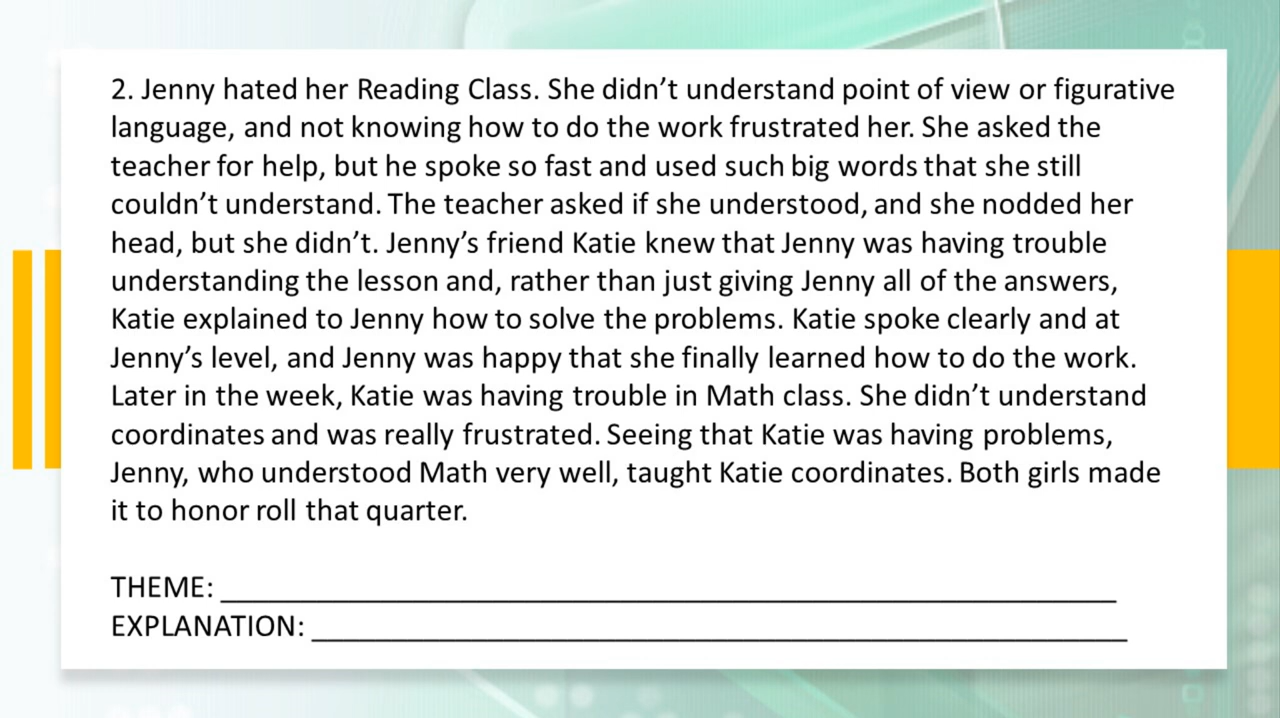 2. Jenny hated her Reading Class. She didn’t understand point of view or figurative
language, and not knowing how to do the work frustrated her. She asked the
teacher for help, but he spoke so fast and used such big words that she still
couldn’t understand. The teacher asked if she understood, and she nodded her
head, but she didn’t. Jenny’s friend Katie knew that Jenny was having trouble
understanding the lesson and, rather than just giving Jenny all of the answers,
Katie explained to Jenny how to solve the problems. Katie spoke clearly and at
Jenny’s level, and Jenny was happy that she finally learned how to do the work.
Later in the week, Katie was having trouble in Math class. She didn’t understand
coordinates and was really frustrated. Seeing that Katie was having problems,
Jenny, who understood Math very well, taught Katie coordinates. Both girls made
it to honor roll that quarter.
THEME: ____________________________________________________________
EXPLANATION: ______________________________________________________